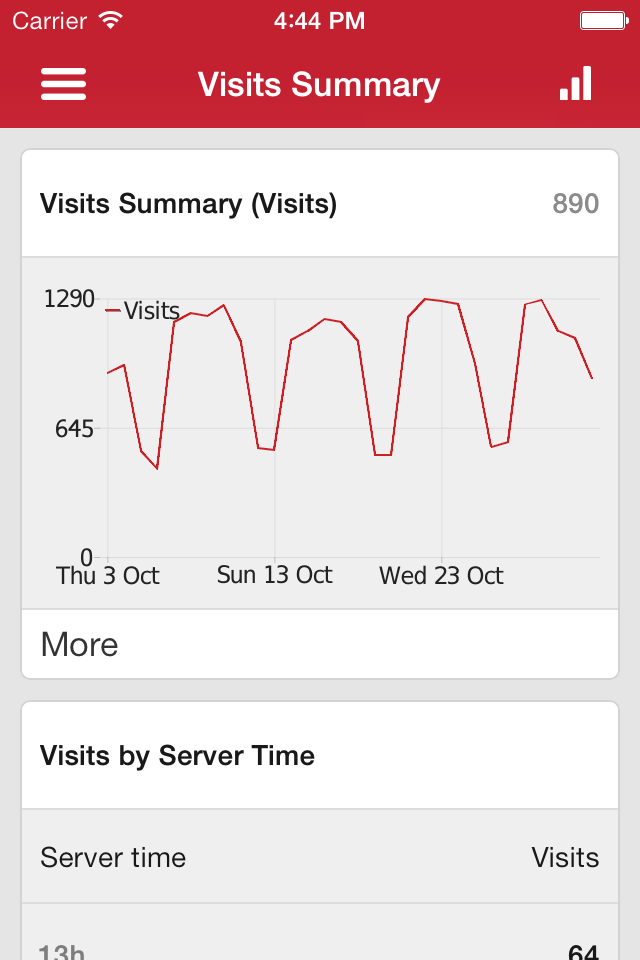 Carrier 4:44 PM
Visits Summary
Visits Summary (Visits) 890
1290
Visits
645
0
Thu 3 Oct Sun 13 Oct Wed 23 Oct
More
Visits by Server Time
Server time Visits
13h 64